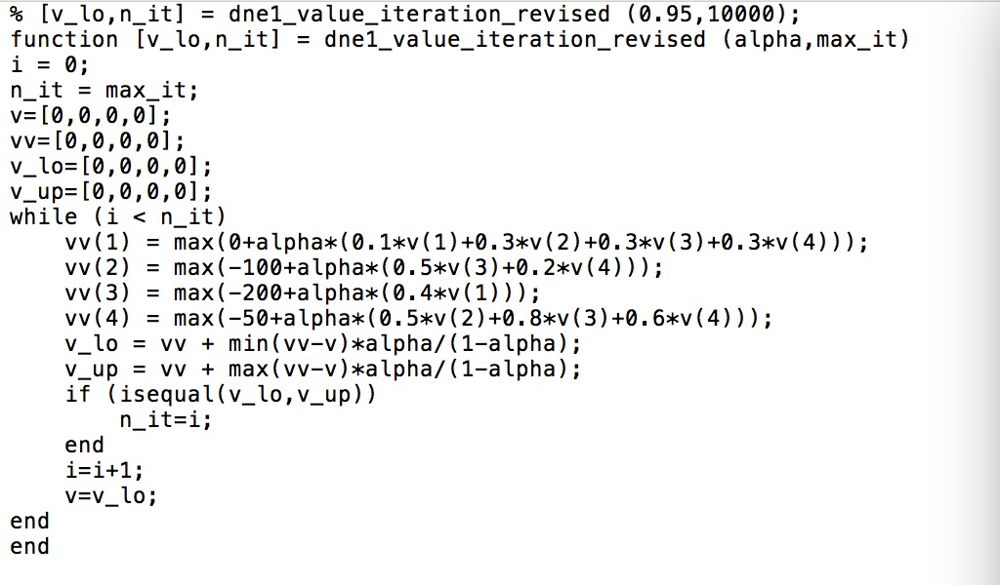 % [v_lo,n_it] = dne1_value_iteration_revised (0.95,10000);
function [v_lo,n_it] = dne1_value_iteration_revised (alpha,max_it)
i = 0;
n_it = max_it;
v=[0,0,0,0];
vv=[0,0,0,0];
v_lo=[0,0,0,0];
v_up=[0,0,0,0];
while (i < n_it)
    vv(1) = max(0+alpha*(0.1*v(1)+0.3*v(2)+0.3*v(3)+0.3*v(4)));
    vv(2) = max(-100+alpha*(0.5*v(3)+0.2*v(4)));
    vv(3) = max(-200+alpha*(0.4*v(1)));
    vv(4) = max(-50+alpha*(0.5*v(2)+0.8*v(3)+0.6*v(4)));
    v_lo = vv + min(vv-v)*alpha/(1-alpha);
    v_up = vv + max(vv-v)*alpha/(1-alpha);
    if (isequal(v_lo,v_up))
        n_it=i;
    end
    i=i+1;
    v=v_lo;
end
end